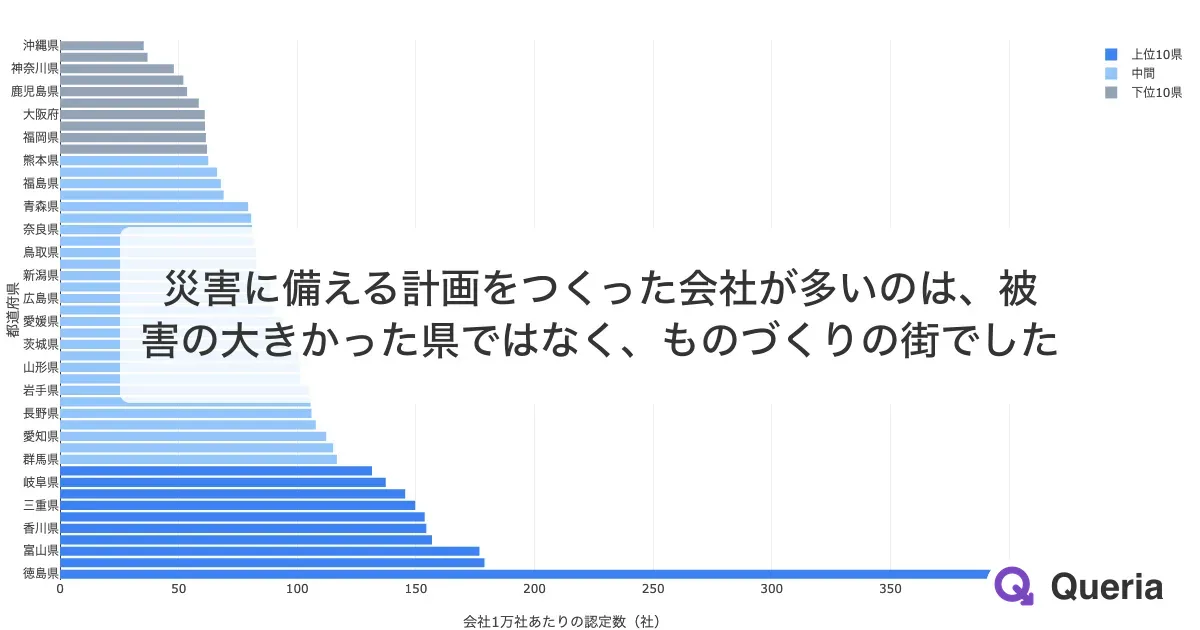 沖縄県
神奈川県
鹿児島県
大阪府
福岡県
熊本県
福島県
青森県
奈良県
鳥取県
新潟県
広島県
愛媛県
茨城県
山形県
岩手県
長野県
愛知県
群馬県
岐阜県
三重県
香川県
富山県
徳島県
都道府県
0 50 100 150 200 250 300 350
会社1万社あたりの認定数（社）
上位10県
中間
下位10県
災害に備える計画をつくった会社が多いのは、被
害の大きかった県ではなく、ものづくりの街でした
Queria